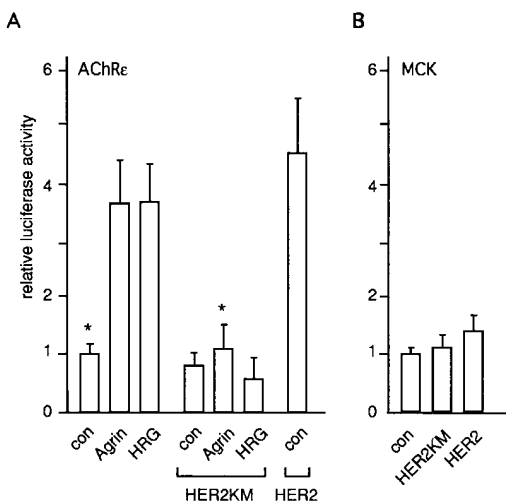 A
AChRε
relative luciferase activity
6
4
2
1
0
*
*
con
Agrin
HRG
con
Agrin
HRG
con
HER2KM
HER2
B
MCK
6
4
2
1
0
con
HER2KM
HER2